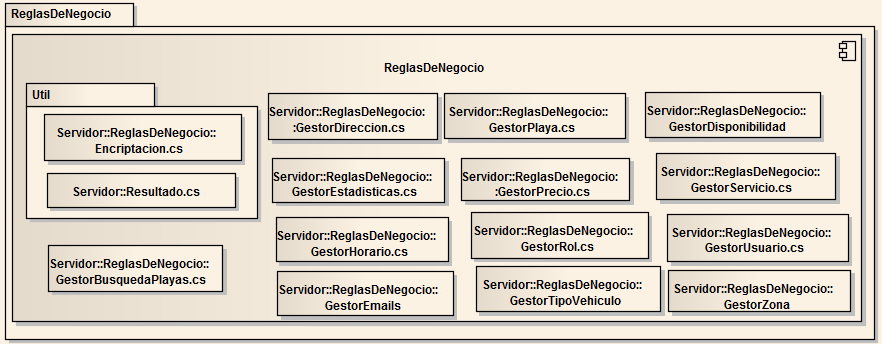 ReglasDeNegocio
ReglasDeNegocio
Util
Servidor::ReglasDeNegocio::
Encriptacion.cs
Servidor::Resultado.cs
Servidor::ReglasDeNegocio::
GestorBusquedaPlayas.cs
Servidor::ReglasDeNegocio:
:GestorDireccion.cs
Servidor::ReglasDeNegocio::
GestorPlaya.cs
Servidor::ReglasDeNegocio::
GestorDisponibilidad
Servidor::ReglasDeNegocio::
GestorEstadisticas.cs
Servidor::ReglasDeNegocio:
:GestorPrecio.cs
Servidor::ReglasDeNegocio::
GestorServicio.cs
Servidor::ReglasDeNegocio::
GestorHorario.cs
Servidor::ReglasDeNegocio::
GestorRol.cs
Servidor::ReglasDeNegocio::
GestorUsuario.cs
Servidor::ReglasDeNegocio::
GestorEmails
Servidor::ReglasDeNegocio::
GestorTipoVehiculo
Servidor::ReglasDeNegocio::
GestorZona